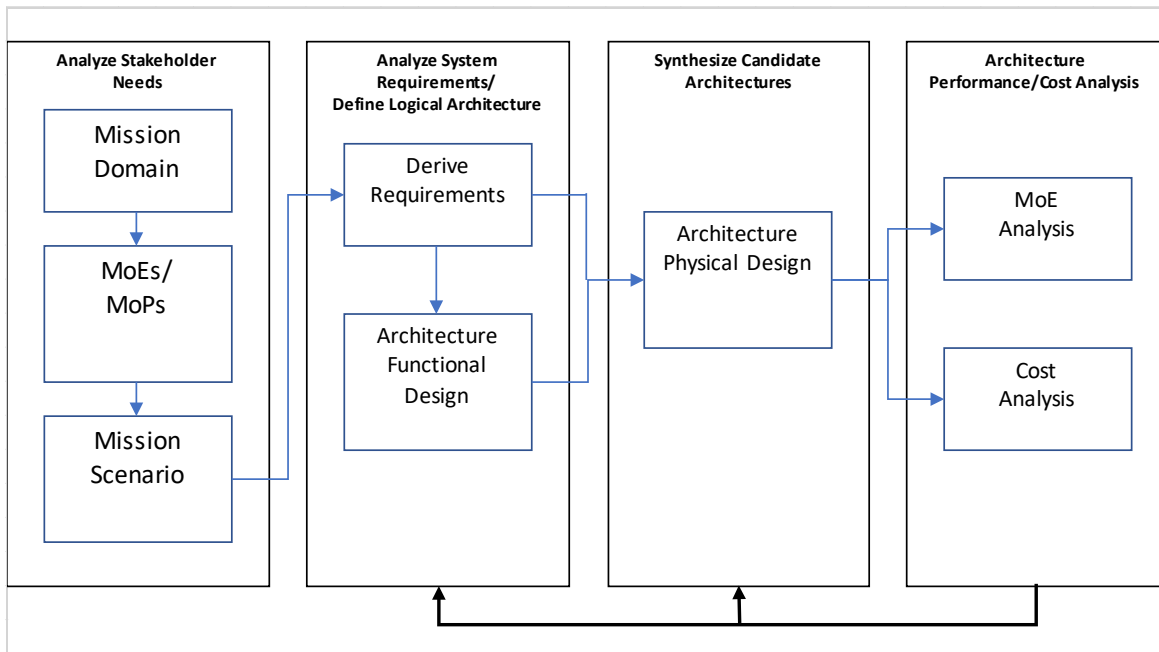 Analyze Stakeholder
Needs
Mission
Domain
MoEs/
MoPs
Mission
Scenario
Analyze System
Requirements/
Define Logical Architecture
Derive
Requirements
Architecture
Functional
Design
Synthesize Candidate
Architectures
Architecture
Physical Design
Architecture
Performance/Cost Analysis
MoE
Analysis
Cost
Analysis